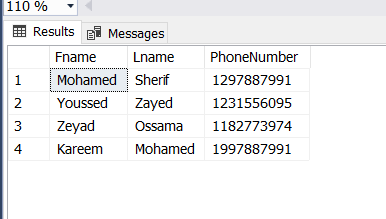 110 %
Results Messages
Fname Lname PhoneNumber
1 Mohamed Sherif 1297887991
2 Youssed Zayed 1231556095
3 Zeyad Ossama 1182773974
4 Kareem Mohamed 1997887991